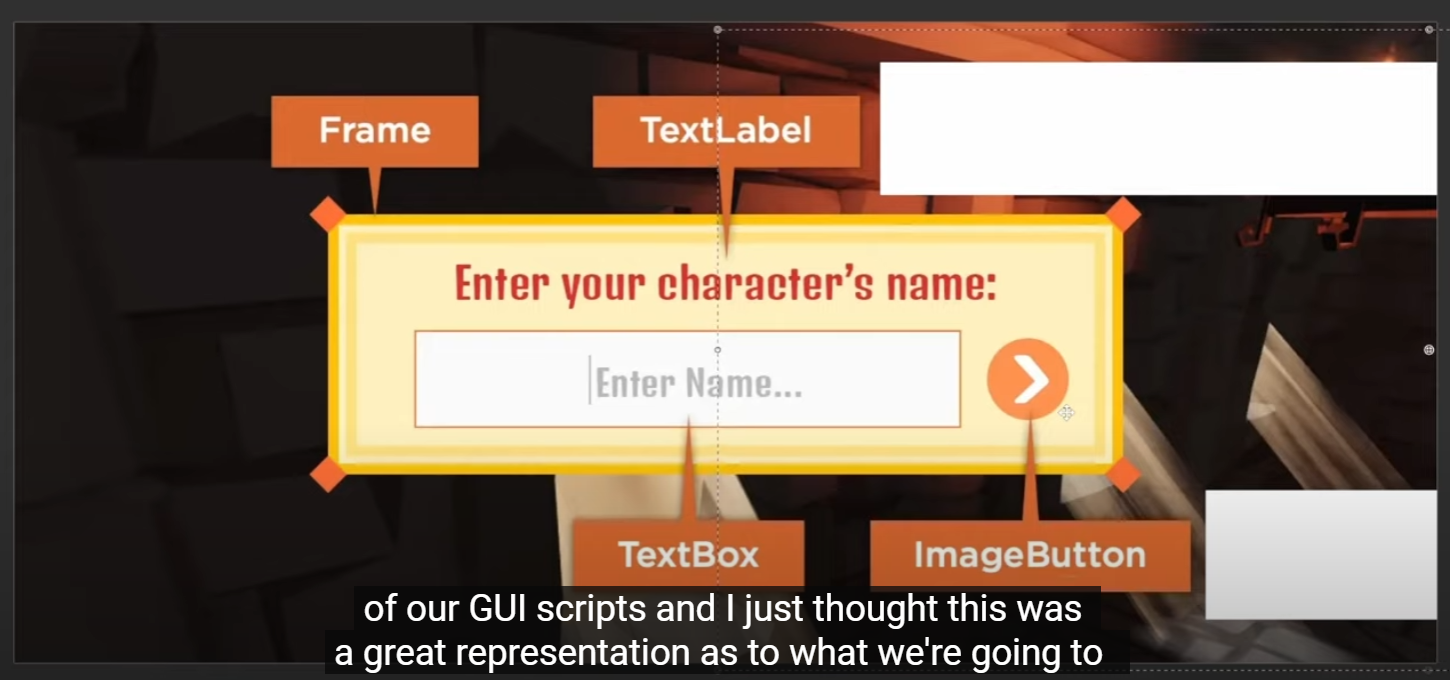 Frame
TextLabel
Enter your character's name:
Enter Name...
TextBox
ImageButton
of our GUI scripts and I just thought this was
a great representation as to what we're going to